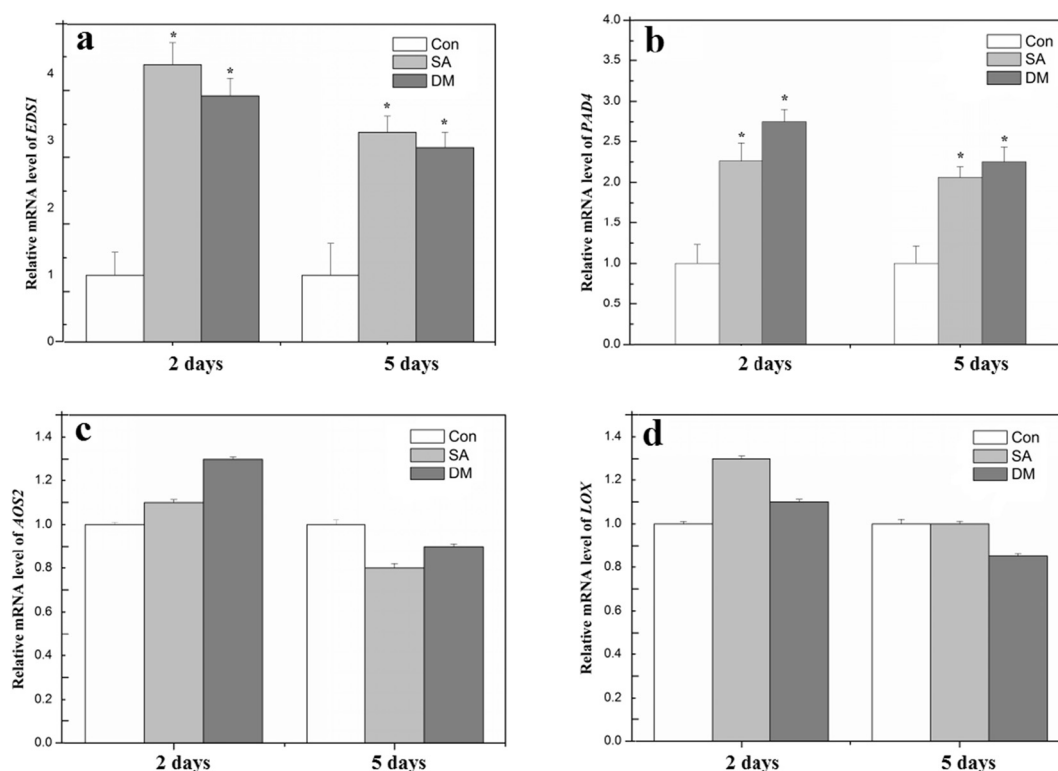 a
Con
SA
DM
Relative mRNA level of EDS1
4
3
2
1
0
* * * *
2 days 5 days
b
Con
SA
DM
Relative mRNA level of PAD4
4.0
3.5
3.0
2.5
2.0
1.5
1.0
0.5
0.0
* * * *
2 days 5 days
c
Con
SA
DM
Relative mRNA level of AOS2
1.4
1.2
1.0
0.8
0.6
0.4
0.2
0.0
2 days 5 days
d
Con
SA
DM
Relative mRNA level of LOX
1.4
1.2
1.0
0.8
0.6
0.4
0.2
0.0
2 days 5 days